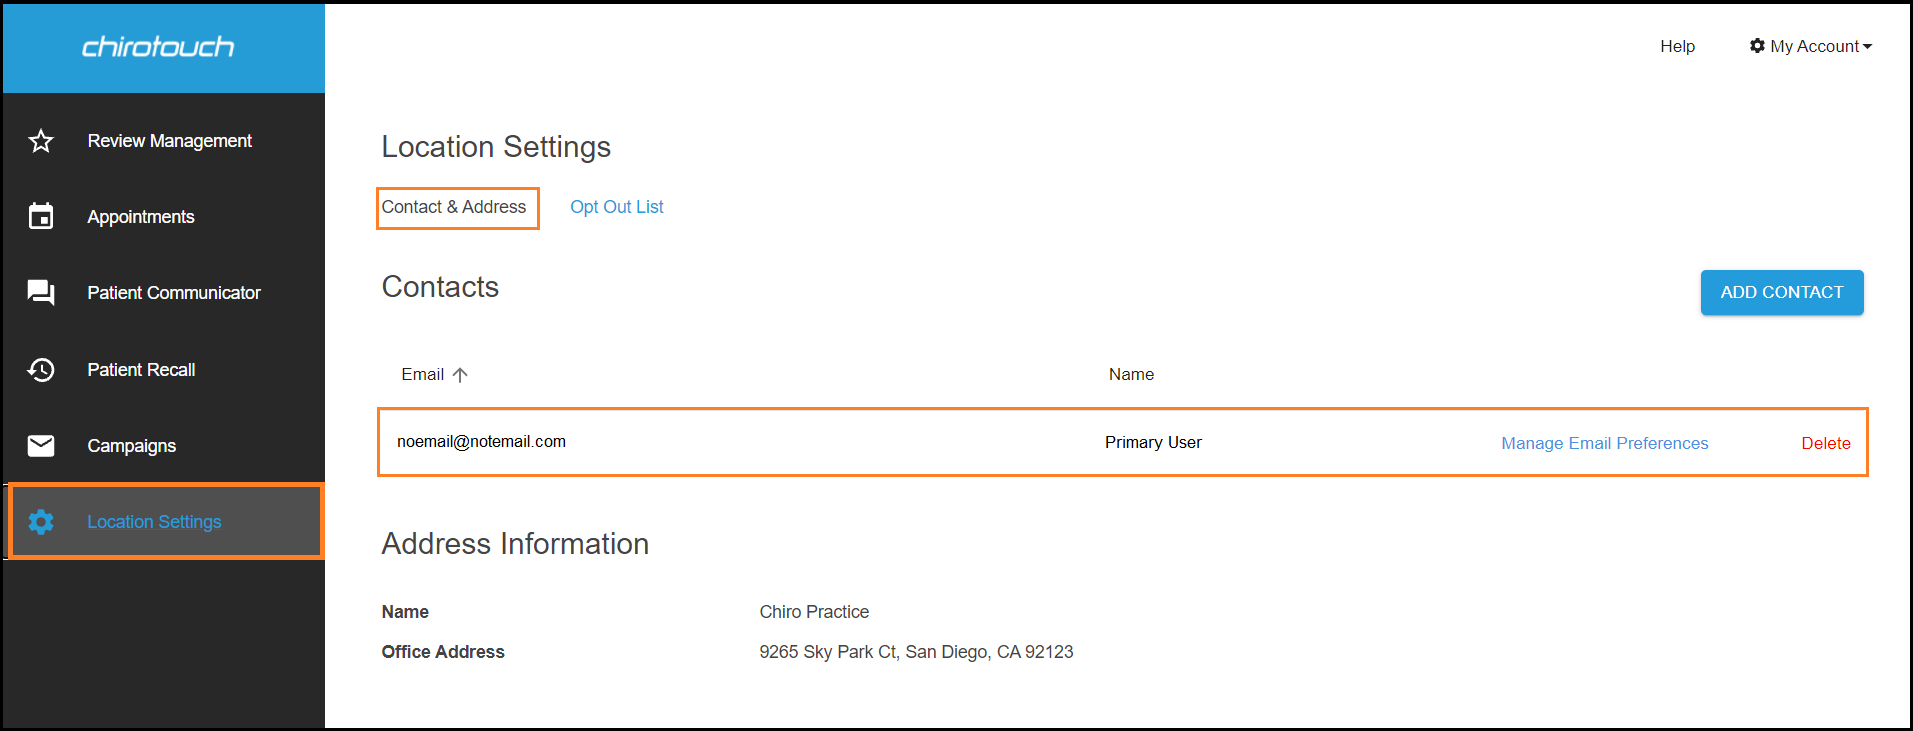 chirotouch
Help
My Account
Review Management
Appointments
Patient Communicator
Patient Recall
Campaigns
Location Settings
Location Settings
Contact & Address
Opt Out List
Contacts
ADD CONTACT
Email
Name
noemail@notemail.com
Primary User
Manage Email Preferences
Delete
Address Information
Name
Chiro Practice
Office Address
9265 Sky Park Ct, San Diego, CA 92123